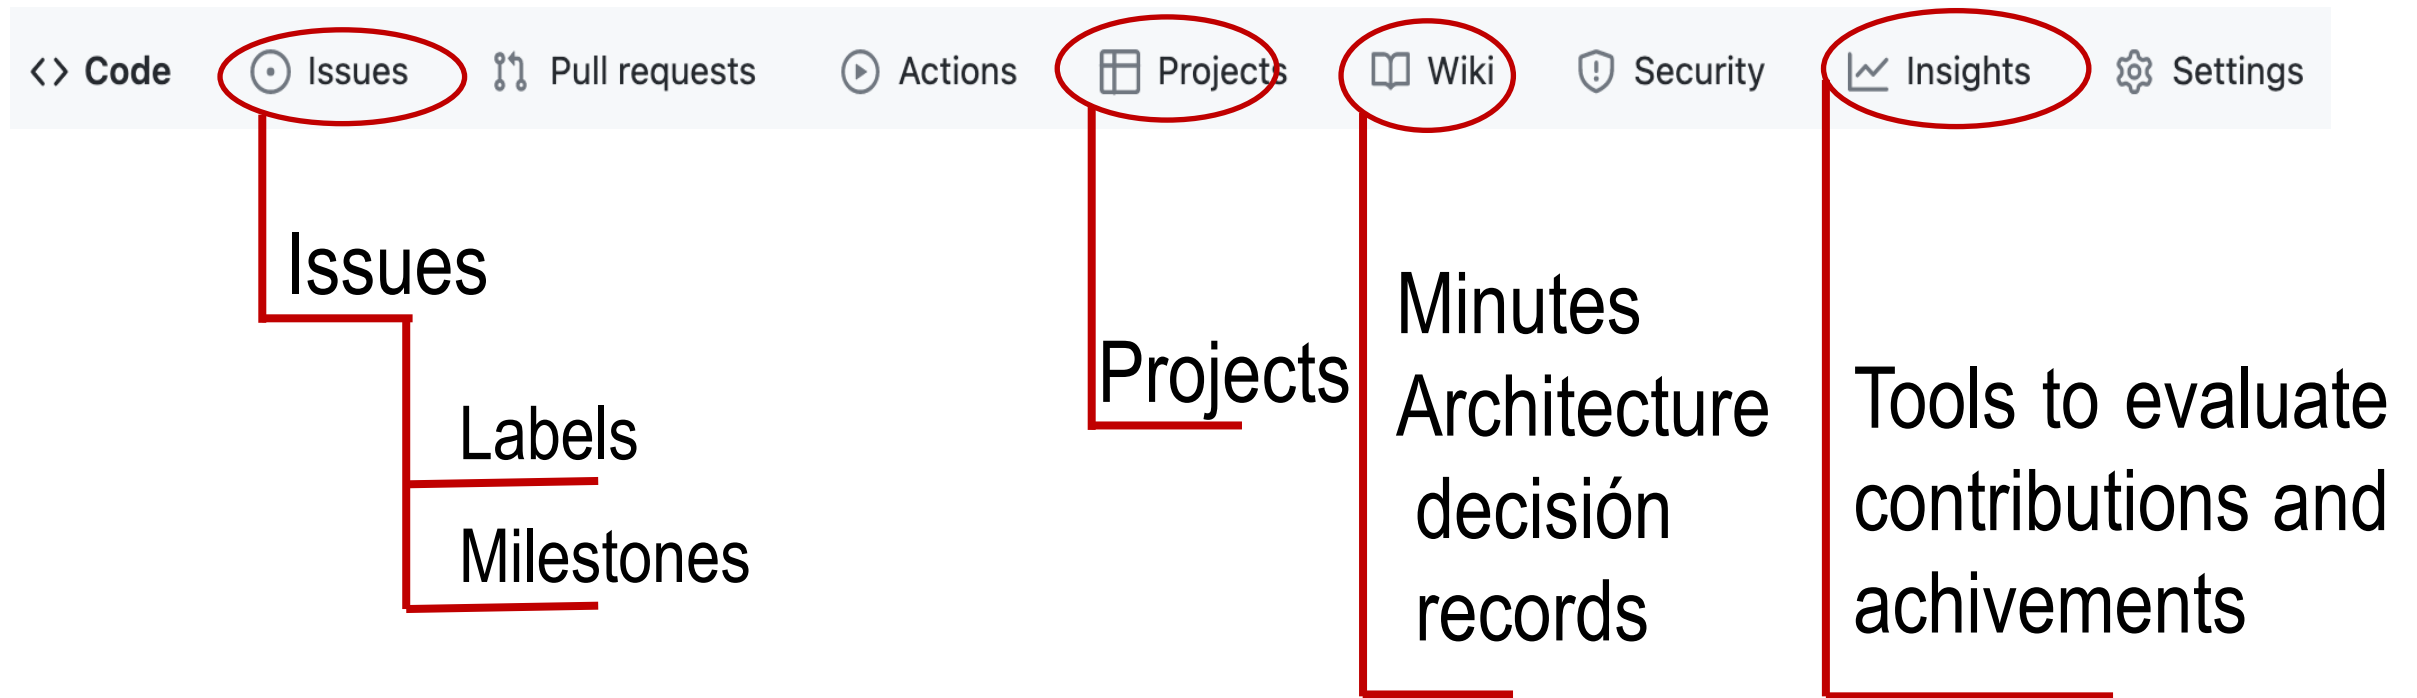 Code Issues Pull requests Actions Projects Wiki Security Insights Settings
Issues
Labels
Milestones
Projects
Minutes
Architecture
decisión
records
Tools to evaluate
contributions and
achivements